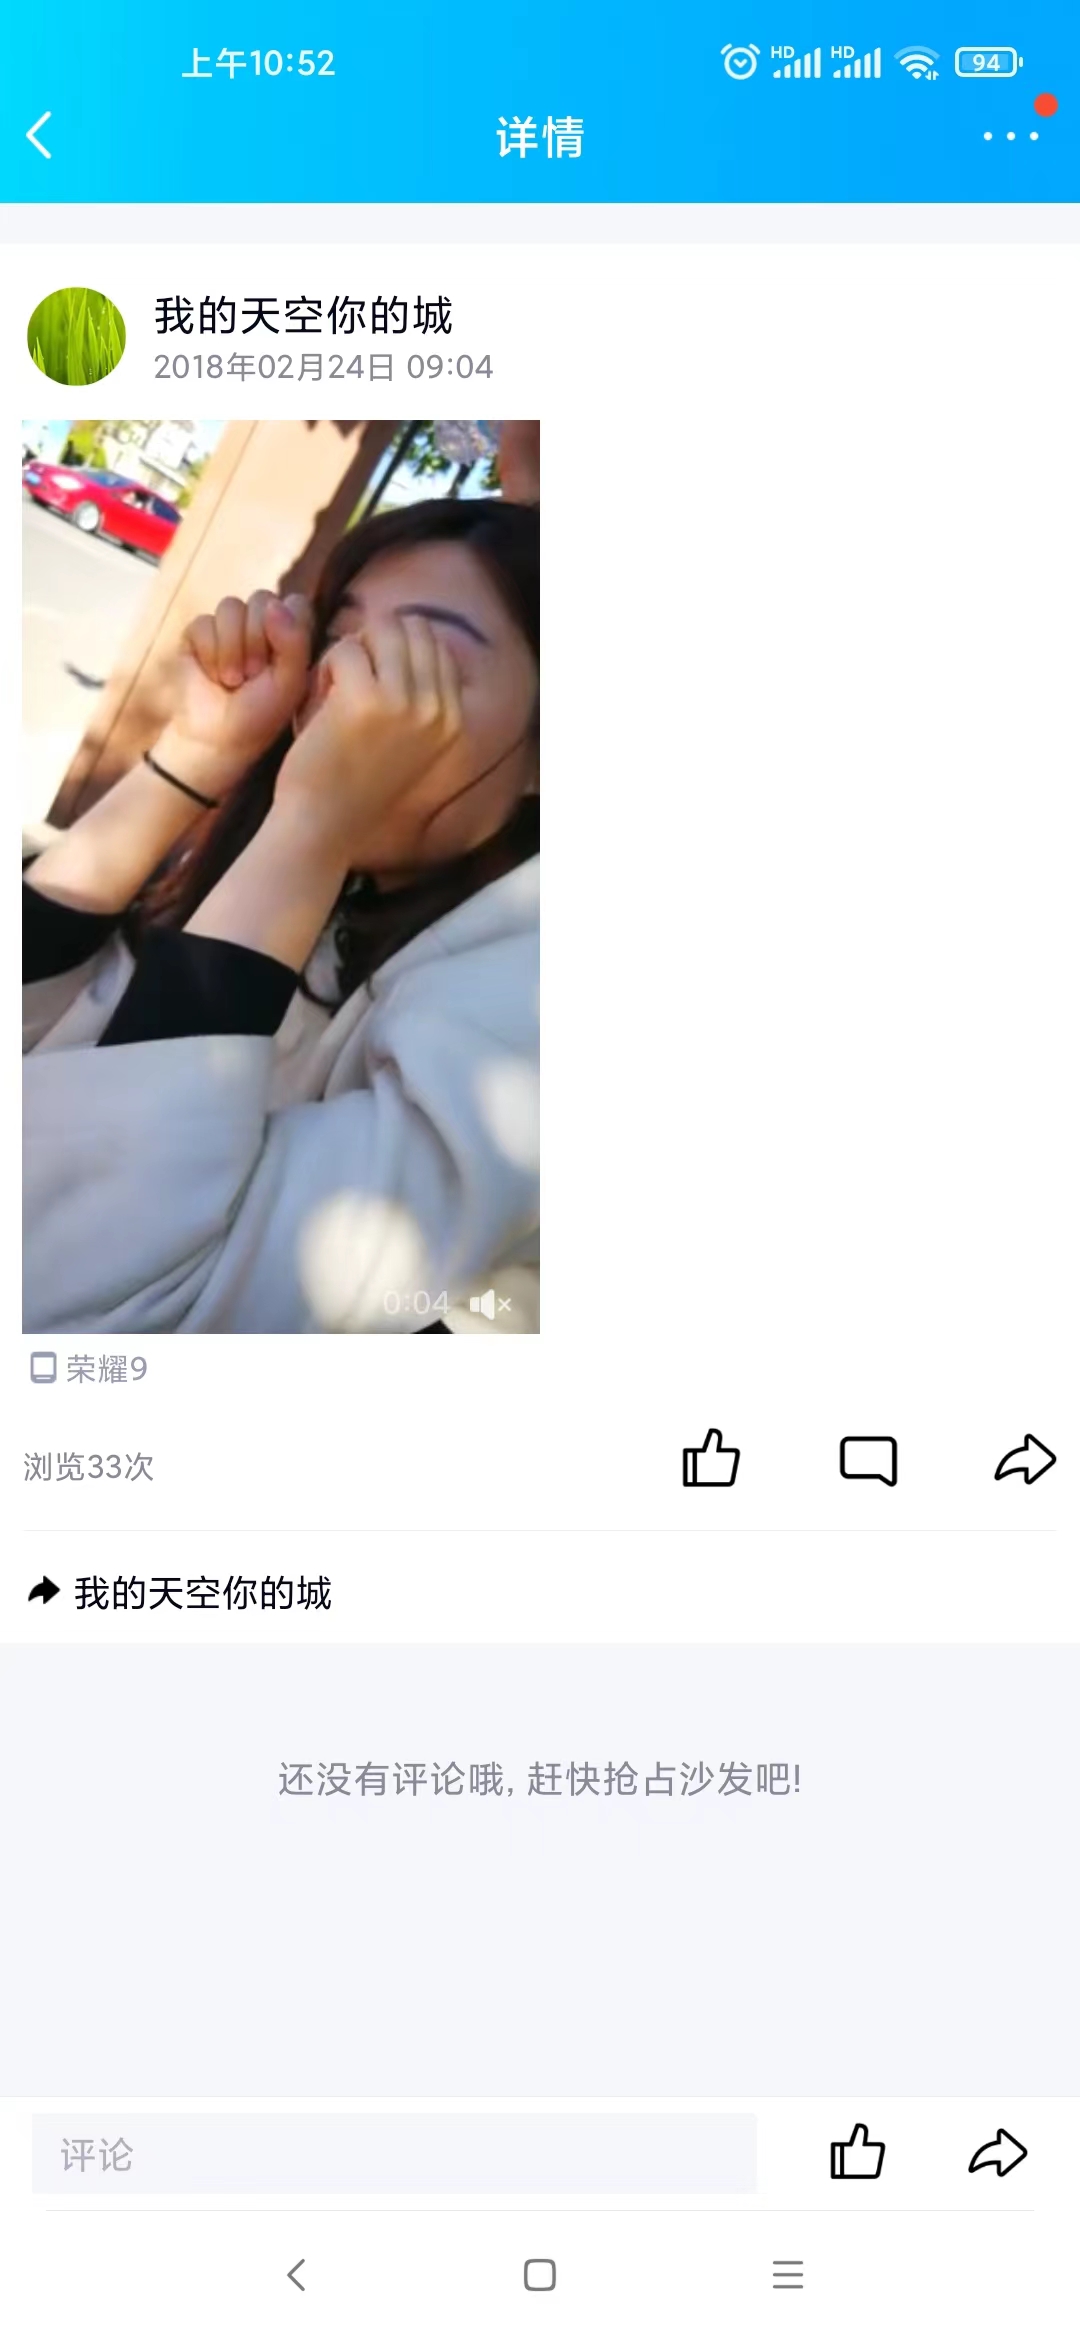 上午10:52
HD HD 94
详情
我的天空你的城
2018年02月24日 09:04
0:04
荣耀9
浏览33次
我的天空你的城
还没有评论哦, 赶快抢占沙发吧!
评论